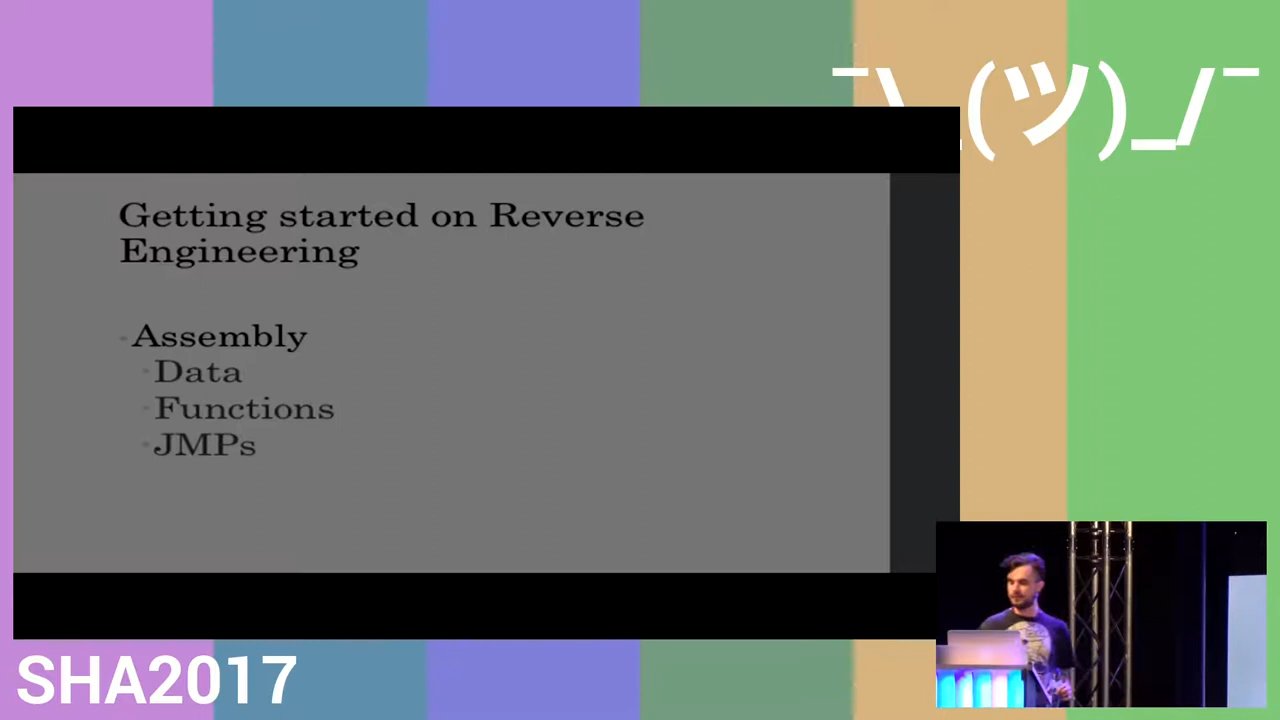 ¯\_(ツ)_/¯
Getting started on Reverse
Engineering
Assembly
Data
Functions
JMPs
SHA2017